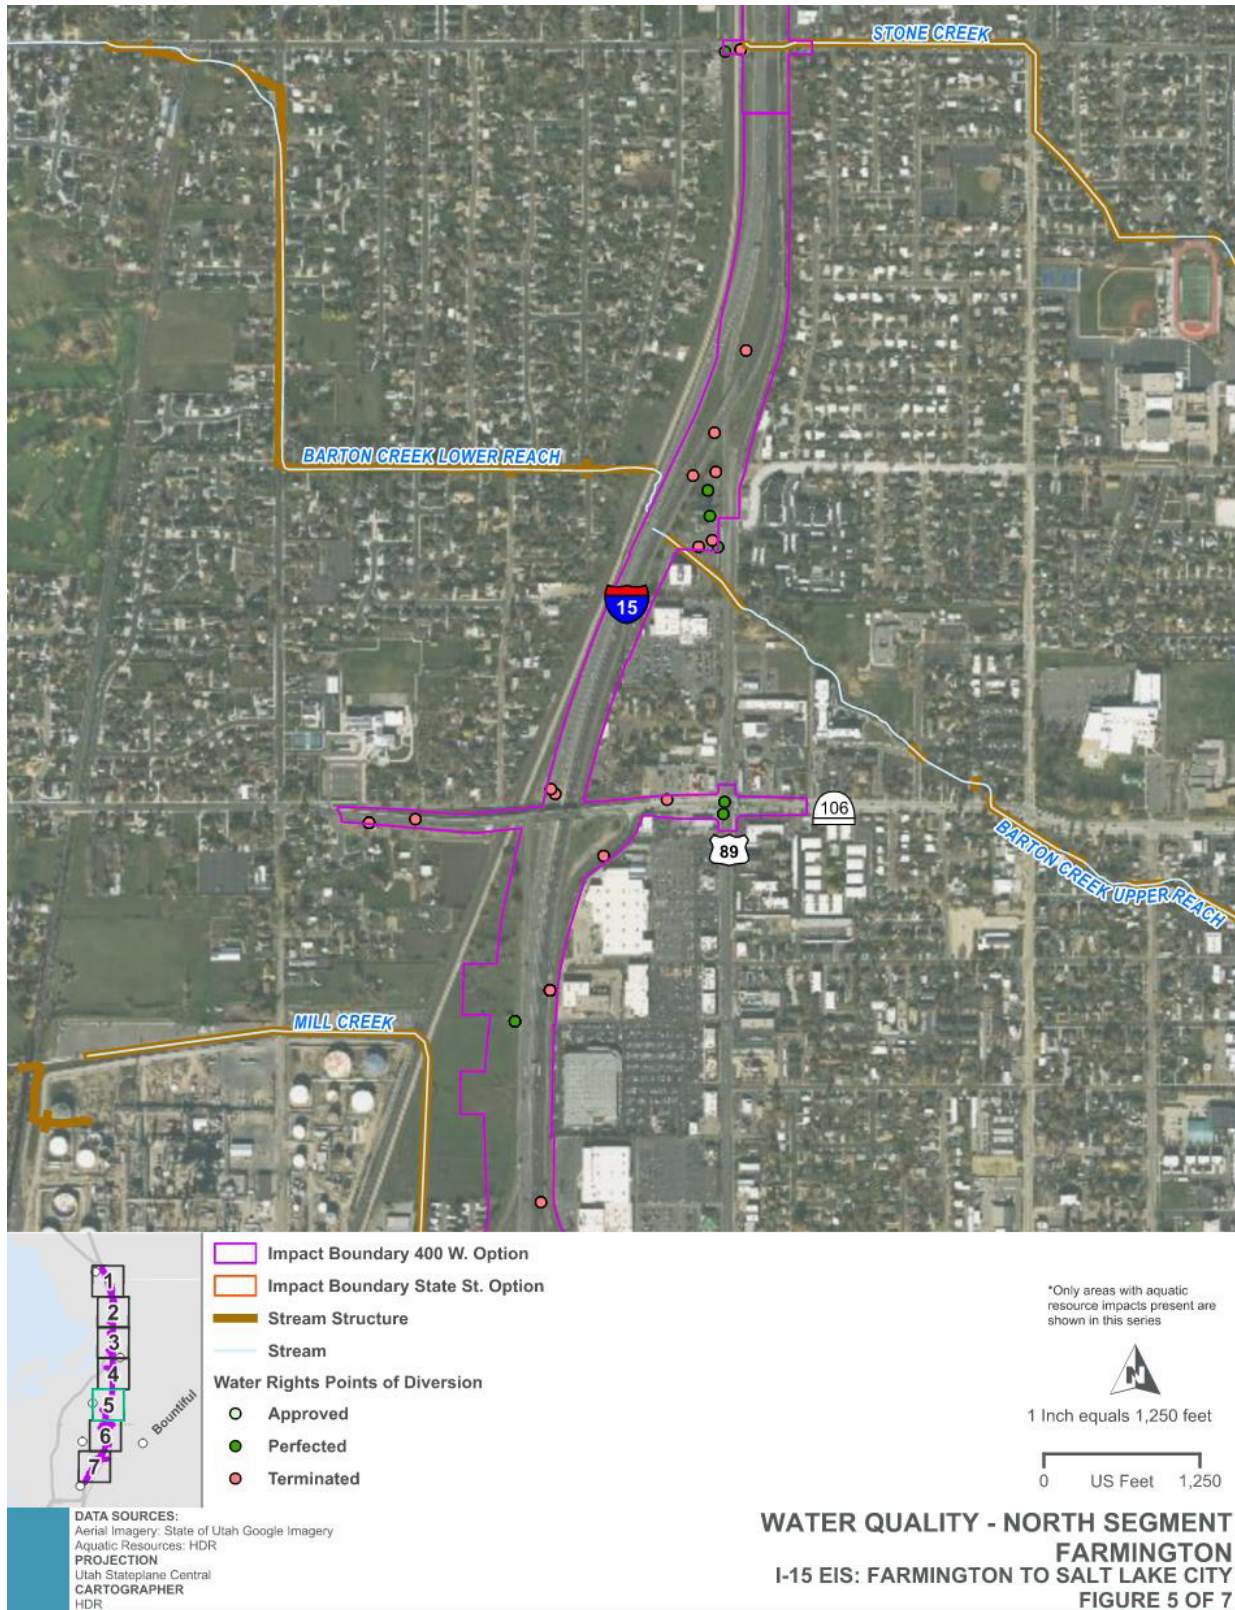 STONE CREEK
BARTON CREEK LOWER REACH
15
106
89
BARTON CREEK UPPER REACH
MILL CREEK
1
2
3
4
5
6
7
Bountiful
Impact Boundary 400 W. Option
Impact Boundary State St. Option
Stream Structure
Stream
Water Rights Points of Diversion
Approved
Perfected
Terminated
*Only areas with aquatic
resource impacts present are
shown in this series
N
1 Inch equals 1,250 feet
0 US Feet 1,250
DATA SOURCES:
Aerial Imagery: State of Utah Google Imagery
Aquatic Resources: HDR
PROJECTION
Utah Stateplane Central
CARTOGRAPHER
HDR
WATER QUALITY - NORTH SEGMENT
FARMINGTON
I-15 EIS: FARMINGTON TO SALT LAKE CITY
FIGURE 5 OF 7